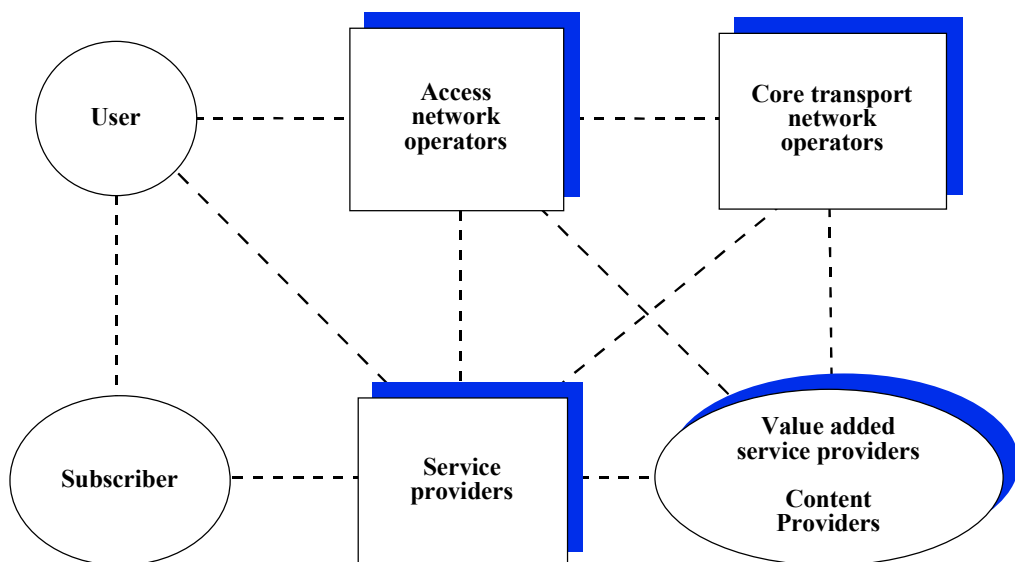 User
Access
network
operators
Core transport
network
operators
Subscriber
Service
providers
Value added
service providers
Content
Providers